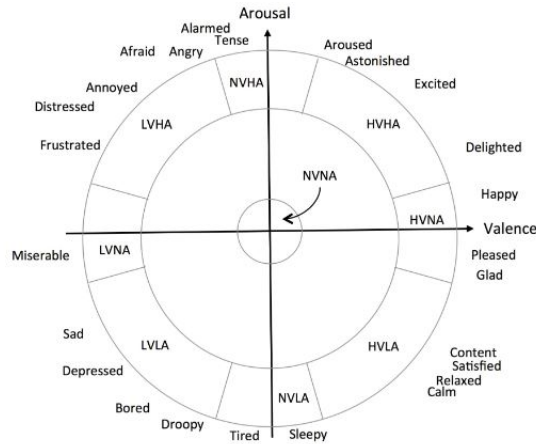 Arousal
Alarmed
Tense
Aroused
Afraid
Angry
Astonished
Annoyed
NVHA
Excited
Distressed
LVHA
HVHA
Frustrated
Delighted
NVNA
Happy
HVNA
Valence
Miserable
LVNA
Pleased
Glad
Sad
LVLA
HVLA
Content
Satisfied
Depressed
Relaxed
Calm
NVLA
Bored
Droopy
Tired
Sleepy